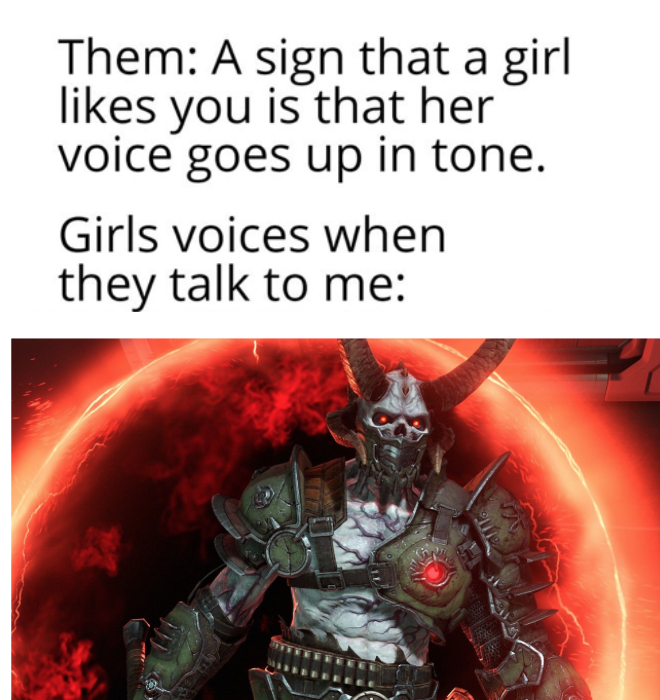 Them: A sign that a girl
likes you is that her
voice goes up in tone.
Girls voices when
they talk to me: